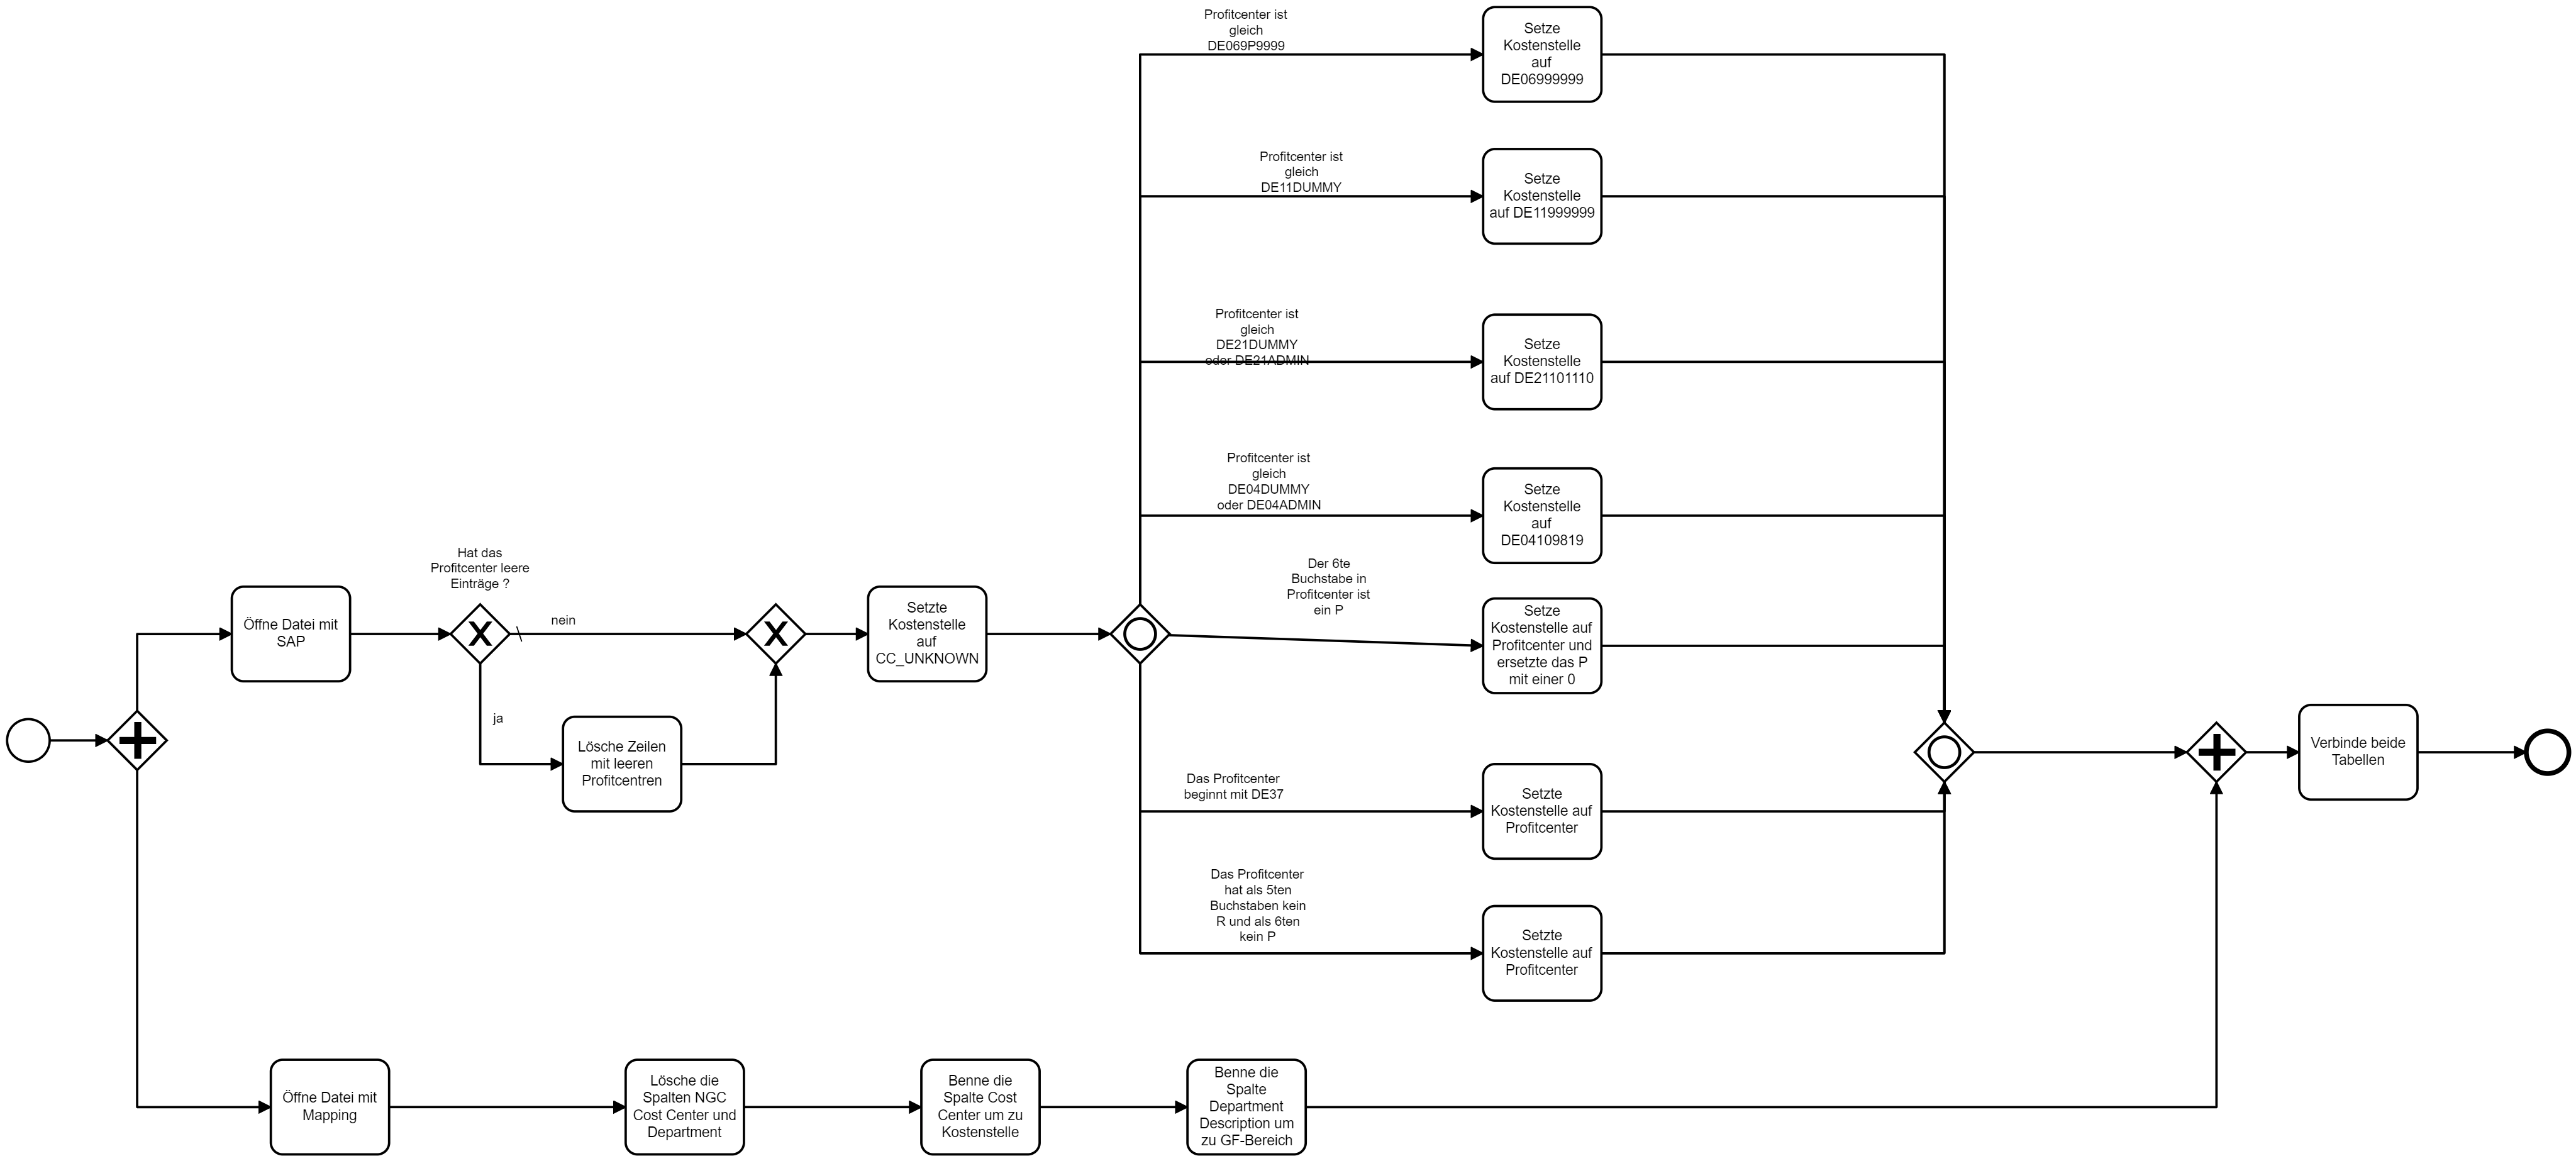 Profitcenter ist
gleich
DE069P9999
Setze
Kostenstelle
auf
DE06999999
Profitcenter ist
gleich
DE11DUMMY
Setze
Kostenstelle
auf DE11999999
Profitcenter ist
gleich
DE21DUMMY
oder DE21ADMIN
Setze
Kostenstelle
auf DE21101110
Profitcenter ist
gleich
DE04DUMMY
oder DE04ADMIN
Setze
Kostenstelle
auf
DE04109819
Hat das
Profitcenter leere
Einträge ?
Öffne Datei mit
SAP
nein
ja
Lösche Zeilen
mit leeren
Profitcentren
Setzte
Kostenstelle
auf
CC_UNKNOWN
Der 6te
Buchstabe in
Profitcenter ist
ein P
Setze
Kostenstelle auf
Profitcenter und
ersetzte das P
mit einer 0
Das Profitcenter
beginnt mit DE37
Setzte
Kostenstelle auf
Profitcenter
Das Profitcenter
hat als 5ten
Buchstaben kein
R und als 6ten
kein P
Setzte
Kostenstelle auf
Profitcenter
Verbinde beide
Tabellen
Öffne Datei mit
Mapping
Lösche die
Spalten NGC
Cost Center und
Department
Benne die
Spalte Cost
Center um zu
Kostenstelle
Benne die
Spalte
Department
Description um
zu GF-Bereich